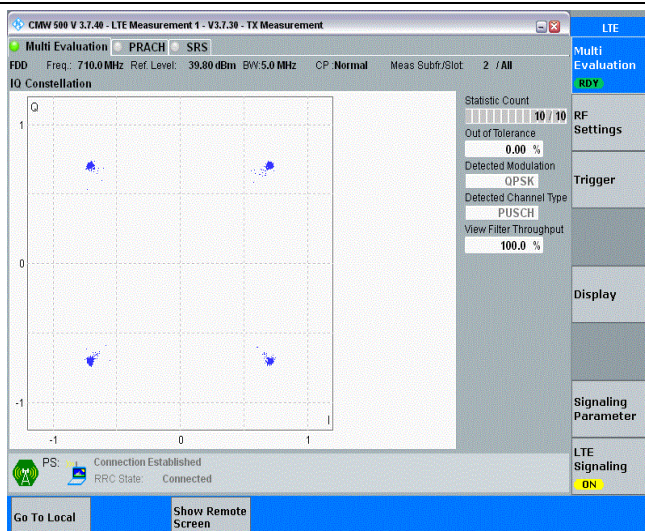 CMW 500 V 3.7.40 - LTE Measurement 1 - V3.7.30 - TX Measurement
LTE
Multi Evaluation PRACH SRS
FDD Freq.: 710.0 MHz Ref. Level: 39.80 dBm BW: 5.0 MHz CP :Normal Meas Subfr./Slot: 2 / All
IQ Constellation
Q
1
0
-1
-1 0 1
I
Statistic Count
10 / 10
Out of Tolerance
0.00 %
Detected Modulation
QPSK
Detected Channel Type
PUSCH
View Filter Throughput
100.0 %
Multi
Evaluation
RDY
RF
Settings
Trigger
Display
Signaling
Parameter
LTE
Signaling
ON
PS: Connection Established
RRC State: Connected
Go To Local
Show Remote
Screen